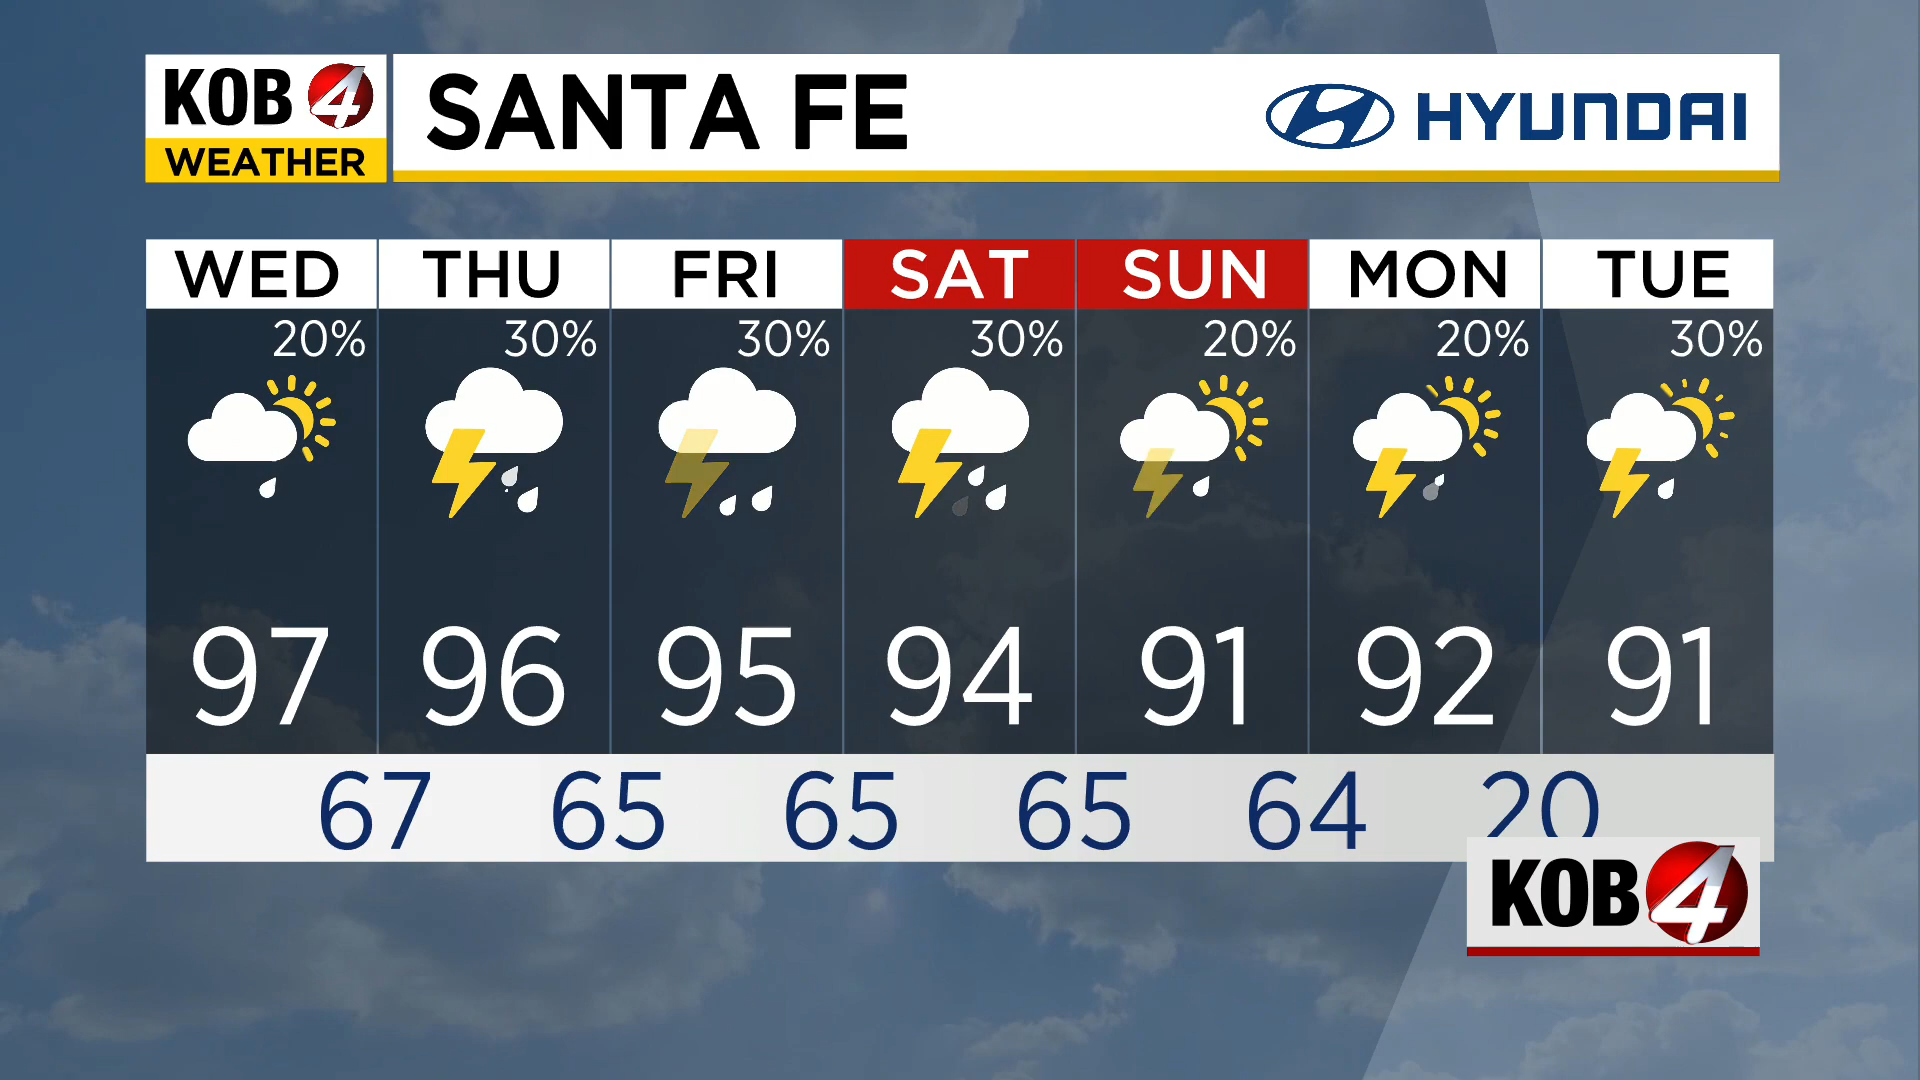 KOB 4
WEATHER
SANTA FE
HYUNDAI
WED THU FRI SAT SUN MON TUE
20% 30% 30% 30% 20% 20% 30%
97 96 95 94 91 92 91
67 65 65 65 64 20
KOB 4